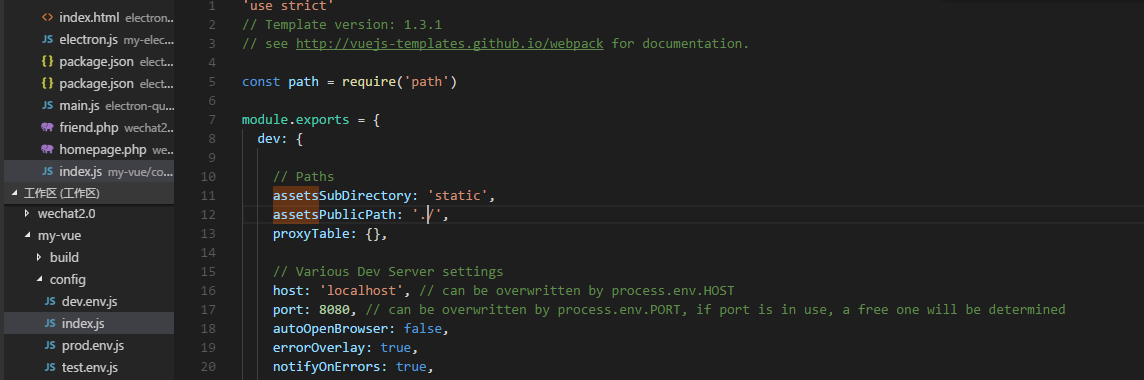 index.html electron...
electron.js my-elec...
package.json elect...
package.json elect...
main.js electron-qu...
friend.php wechat2...
homepage.php we...
index.js my-vue/co...
工作区 (工作区)
wechat2.0
my-vue
build
config
dev.env.js
index.js
prod.env.js
test.env.js
1 'use strict'
2 // Template version: 1.3.1
3 // see http://vuejs-templates.github.io/webpack for documentation.
4
5 const path = require('path')
6
7 module.exports = {
8 dev: {
9
10 // Paths
11 assetsSubDirectory: 'static',
12 assetsPublicPath: './',
13 proxyTable: {},
14
15 // Various Dev Server settings
16 host: 'localhost', // can be overwritten by process.env.HOST
17 port: 8080, // can be overwritten by process.env.PORT, if port is in use, a free one will be determined
18 autoOpenBrowser: false,
19 errorOverlay: true,
20 notifyOnErrors: true,